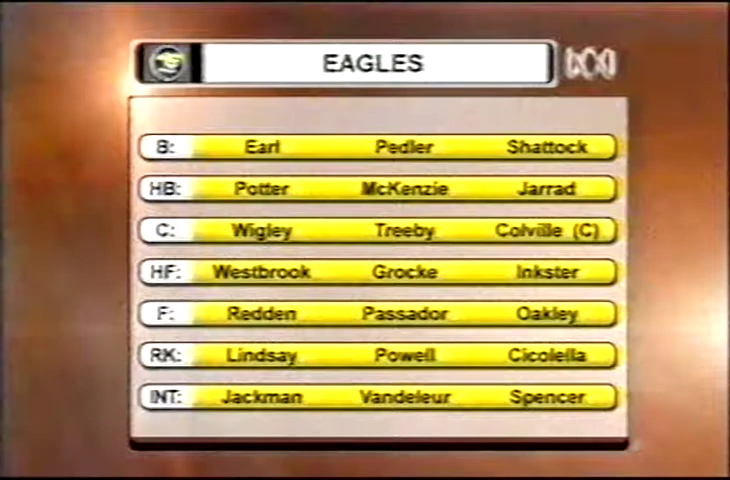 EAGLES
B: Earl Pedler Shattock
HB: Potter McKenzie Jarrad
C: Wigley Treeby Colville (C)
HF: Westbrook Grocke Inkster
F: Redden Passador Oakley
RK: Lindsay Powell Cicolella
INT: Jackman Vandeleur Spencer